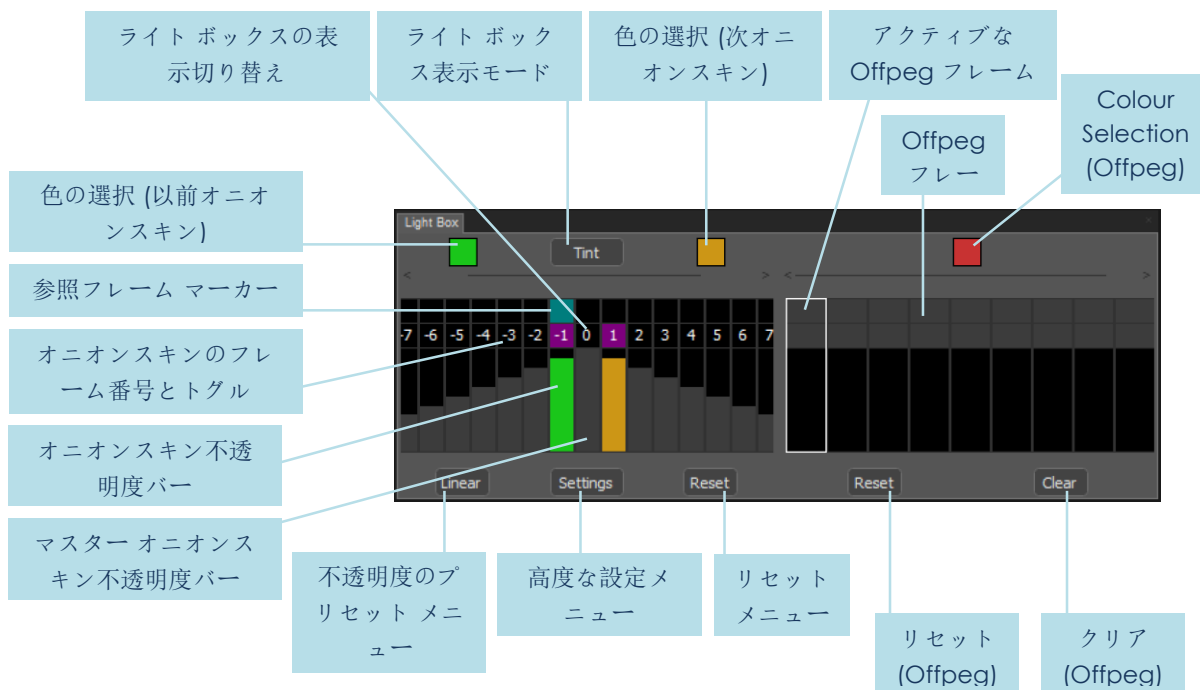 ライト ボックスの表
示切り替え
ライト ボック
ス表示モード
色の選択 (次オニ
オンスキン)
アクティブな
Offpeg フレーム
Colour
Selection
(Offpeg)
Offpeg
フレー
色の選択 (以前オニオ
ンスキン)
参照フレーム マーカー
オニオンスキンのフレ
ーム番号とトグル
オニオンスキン不透
明度バー
マスター オニオンス
キン不透明度バー
Light Box
Tint
< > < >
-7 -6 -5 -4 -3 -2 -1 0 1 2 3 4 5 6 7
Linear Settings Reset Reset Clear
不透明度のプ
リセット メニ
ュー
高度な設定メ
ニュー
リセット
メニュー
リセット
(Offpeg)
クリア
(Offpeg)